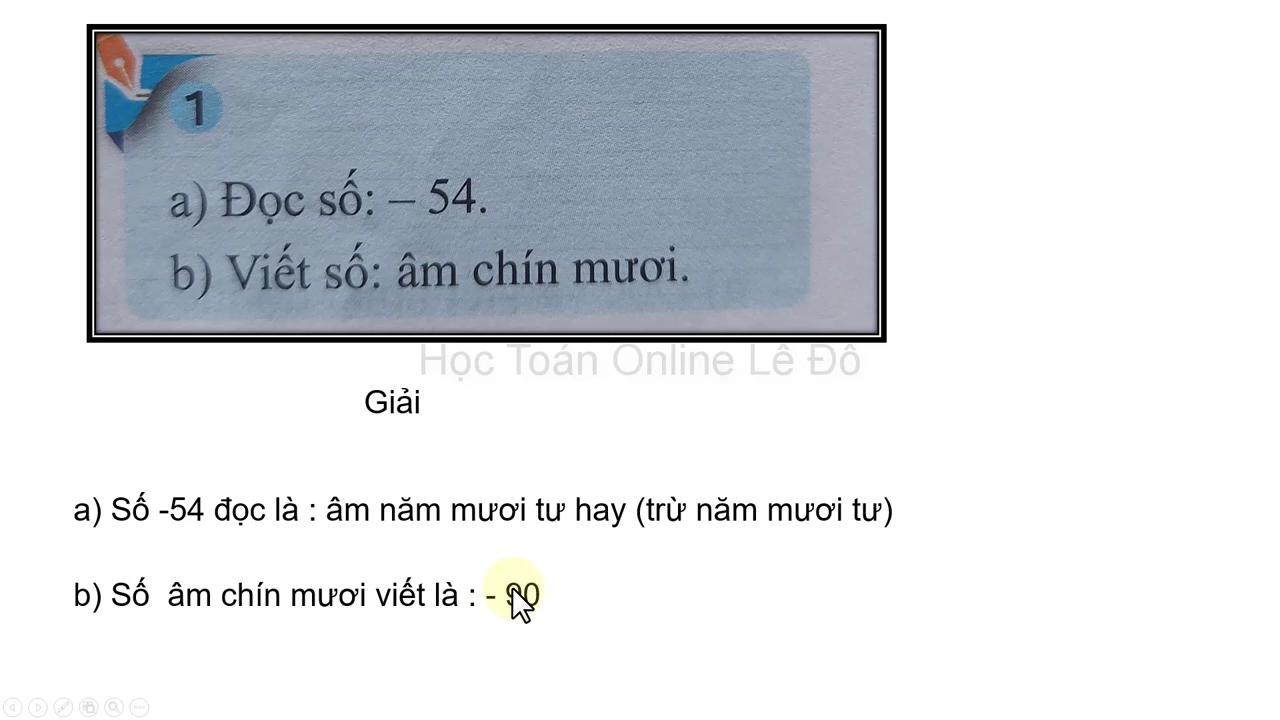 1
a) Đọc số: – 54.
b) Viết số: âm chín mươi.
Học Toán Online Lê Đô
Giải
a) Số -54 đọc là : âm năm mươi tư hay (trừ năm mươi tư)
b) Số  âm chín mươi viết là : - 90